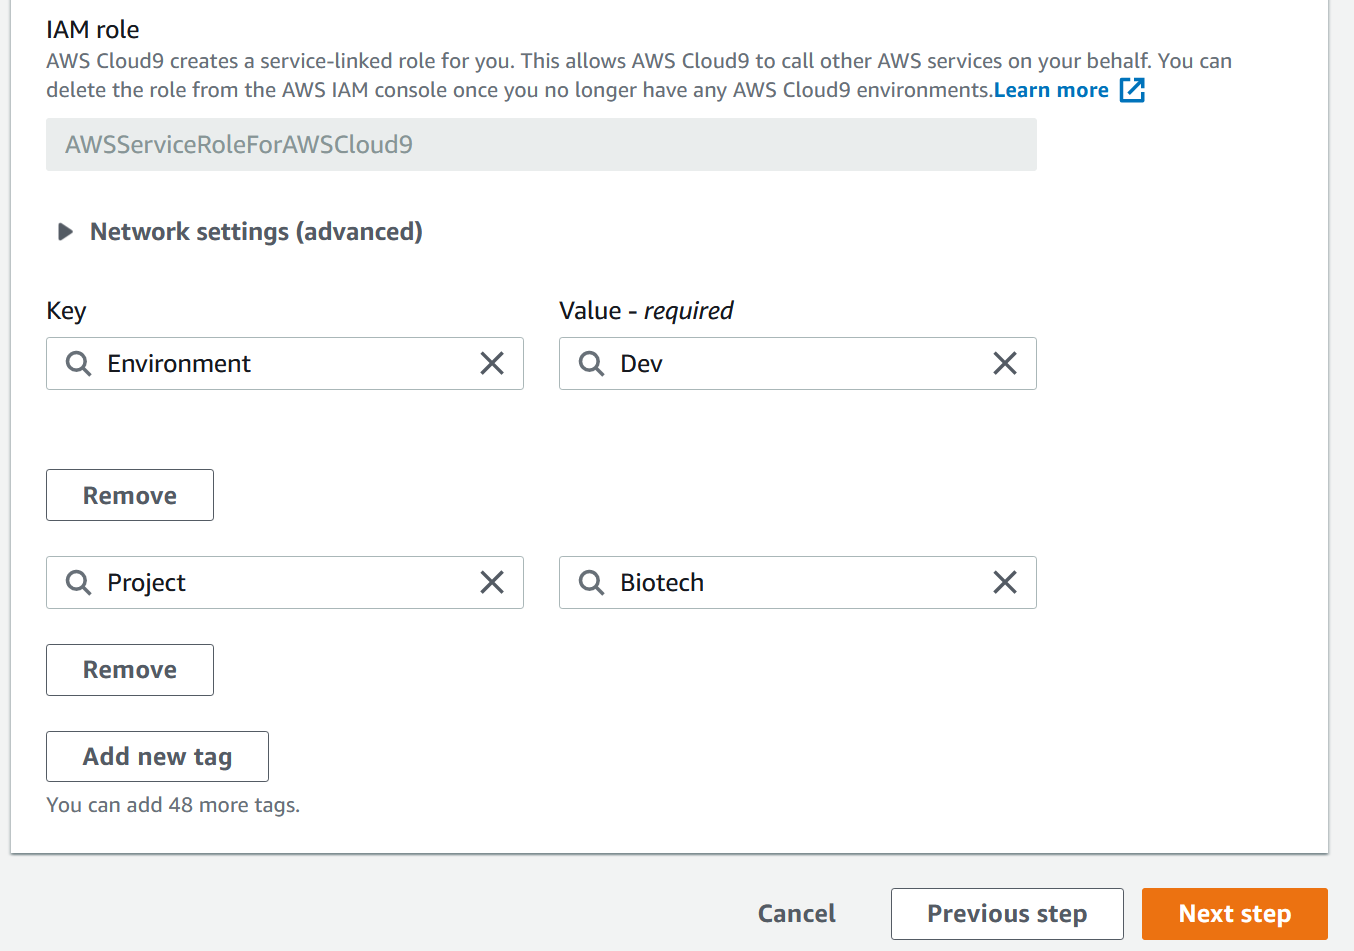 IAM role
AWS Cloud9 creates a service-linked role for you. This allows AWS Cloud9 to call other AWS services on your behalf. You can
delete the role from the AWS IAM console once you no longer have any AWS Cloud9 environments.Learn more
AWSServiceRoleForAWSCloud9
Network settings (advanced)
Key Value - required
Environment Dev
Remove
Project Biotech
Remove
Add new tag
You can add 48 more tags.
Cancel Previous step Next step